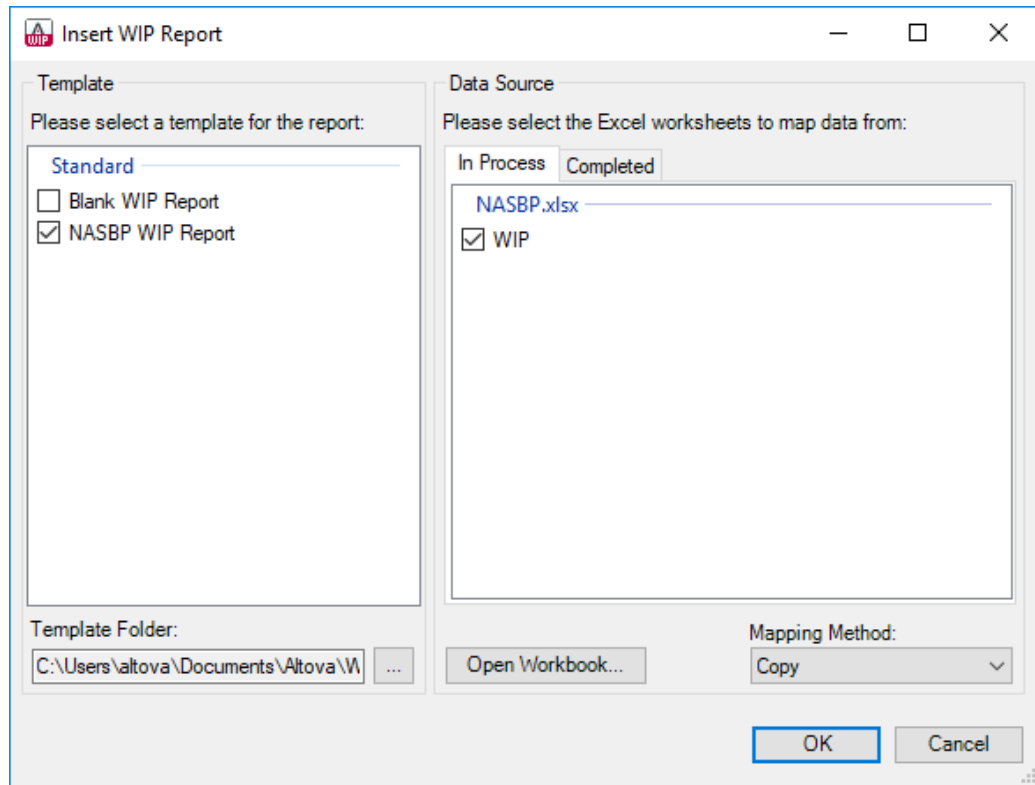 A WIP
Insert WIP Report
Template
Please select a template for the report:
Standard
Blank WIP Report
NASBP WIP Report
Template Folder:
C:\Users\altova\Documents\Altova\W
...
Data Source
Please select the Excel worksheets to map data from:
In Process
Completed
NASBP.xlsx
WIP
Open Workbook...
Mapping Method:
Copy
OK
Cancel